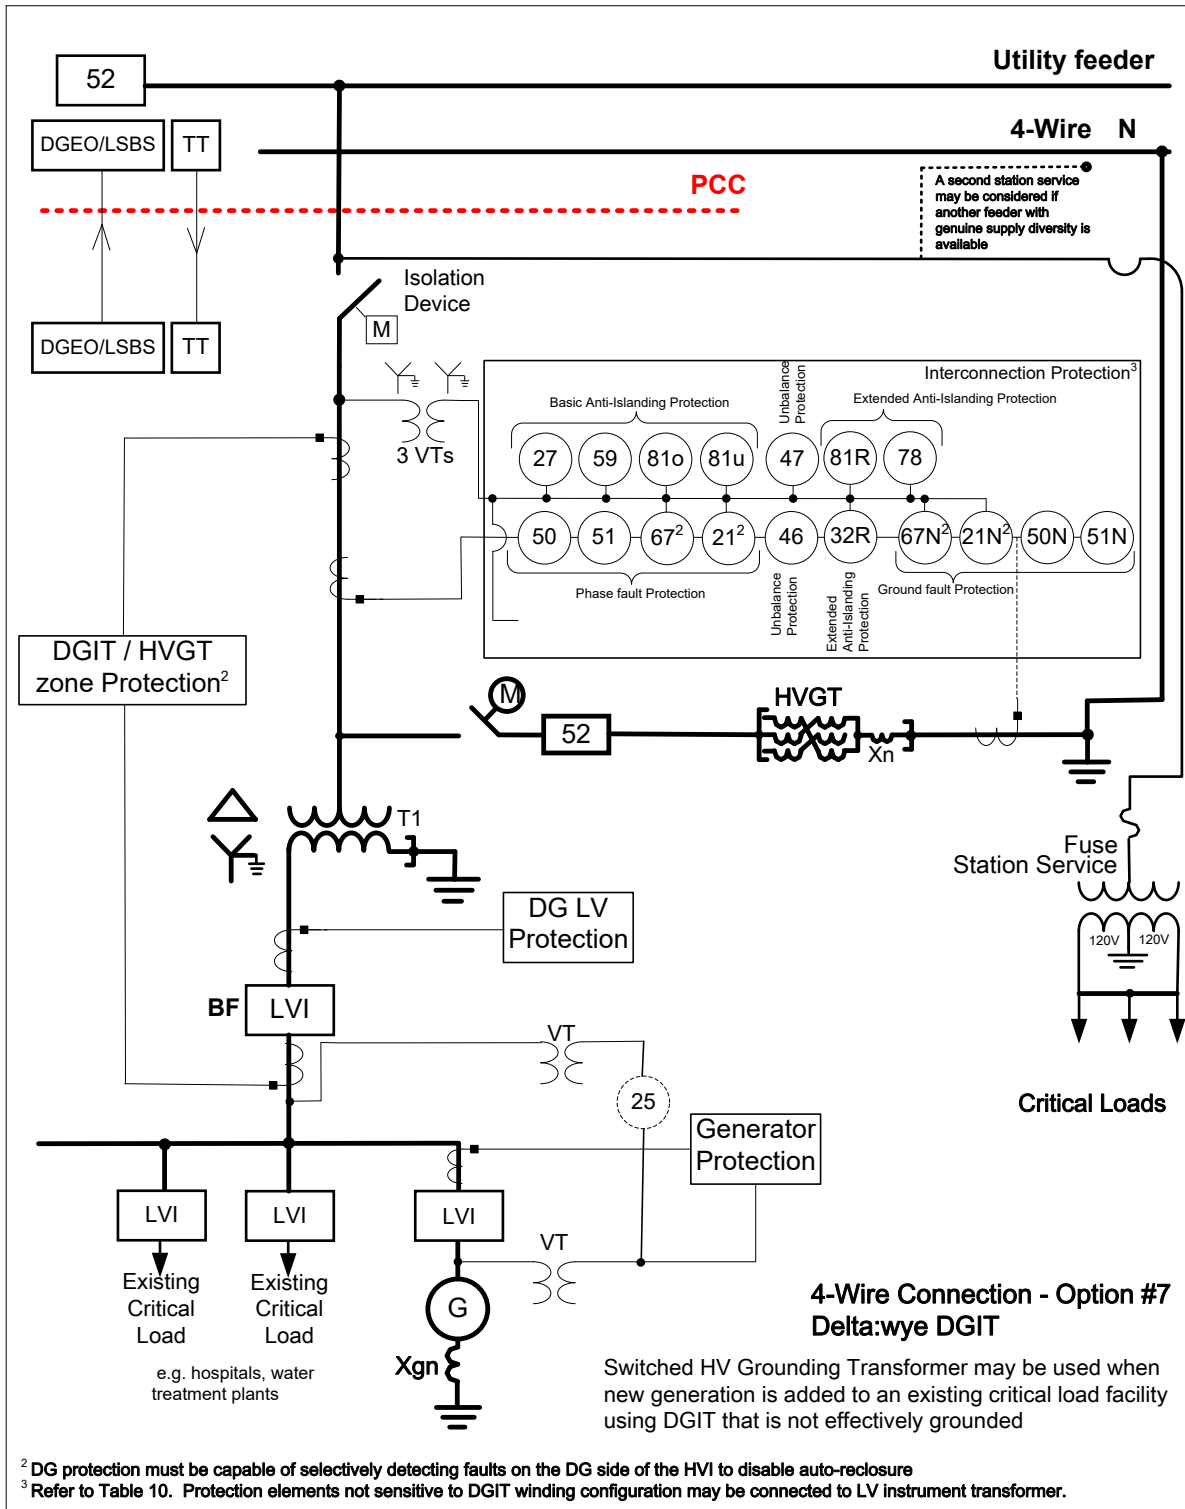 Utility feeder
52
4-Wire N
DGEO/LSBS
TT
PCC
A second station service
may be considered if
another feeder with
genuine supply diversity is
available
Isolation
Device
M
DGEO/LSBS
TT
Interconnection Protection3
Unbalance
Protection
Basic Anti-Islanding Protection
Extended Anti-Islanding Protection
3 VTs
27
59
81o
81u
47
81R
78
50
51
67²
21²
46
32R
67N²
21N²
50N
51N
Phase fault Protection
Unbalance
Protection
Extended
Anti-Islanding
Protection
Ground fault Protection
DGIT / HVGT
zone Protection²
M
HVGT
52
Xn
T1
Fuse
Station Service
DG LV
Protection
120V
120V
BF
LVI
VT
25
Critical Loads
Generator
Protection
LVI
LVI
LVI
VT
Existing
Critical
Load
Existing
Critical
Load
G
4-Wire Connection - Option #7
Delta:wye DGIT
Xgn
e.g. hospitals, water
treatment plants
Switched HV Grounding Transformer may be used when
new generation is added to an existing critical load facility
using DGIT that is not effectively grounded
² DG protection must be capable of selectively detecting faults on the DG side of the HVI to disable auto-reclosure
³ Refer to Table 10. Protection elements not sensitive to DGIT winding configuration may be connected to LV instrument transformer.